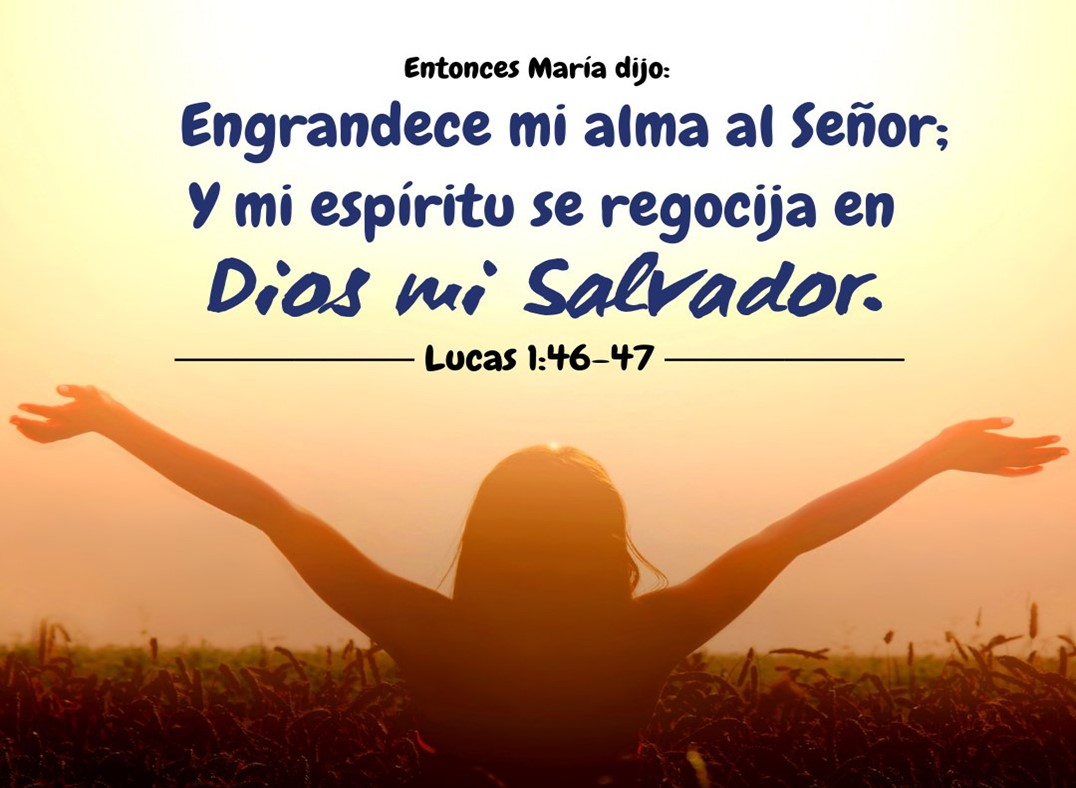 Entonces María dijo:
Engrandece mi alma al Señor;
Y mi espíritu se regocija en
Dios mi Salvador.
Lucas 1:46-47